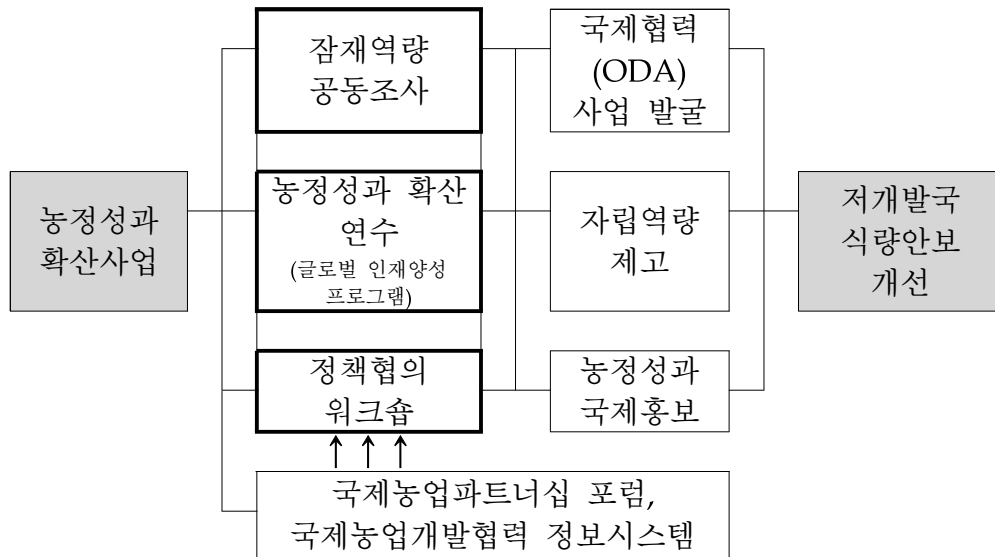 잠재역량
공동조사
국제협력
(ODA)
사업 발굴
농정성과
확산사업
농정성과 확산
연수
(글로벌 인재양성
프로그램)
자립역량
제고
저개발국
식량안보
개선
정책협의
워크숍
농정성과
국제홍보
국제농업파트너십 포럼,
국제농업개발협력 정보시스템